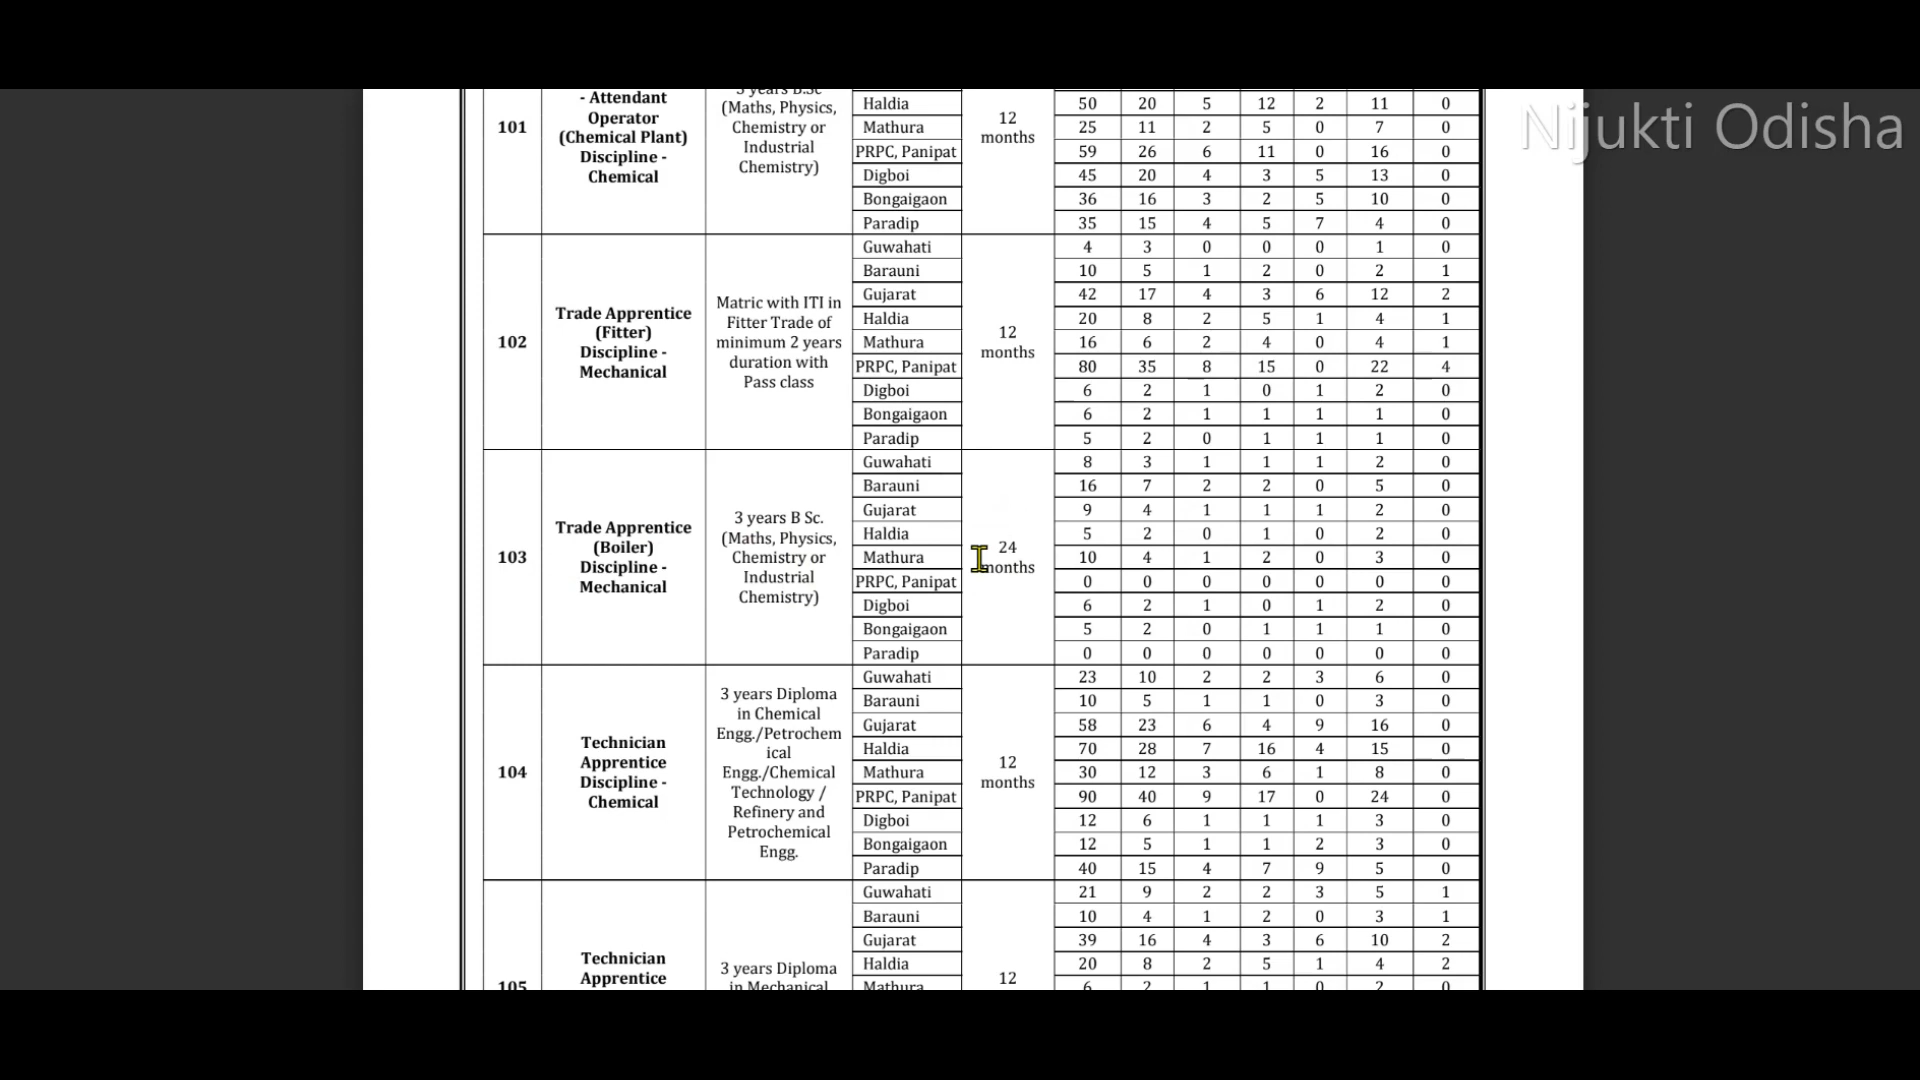 Nijukti Odisha
101
- Attendant
Operator
(Chemical Plant)
Discipline -
Chemical
3 years B.Sc
(Maths, Physics,
Chemistry or
Industrial
Chemistry)
12
months
Haldia 50 20 5 12 2 11 0
Mathura 25 11 2 5 0 7 0
PRPC, Panipat 59 26 6 11 0 16 0
Digboi 45 20 4 3 5 13 0
Bongaigaon 36 16 3 2 5 10 0
Paradip 35 15 4 5 7 4 0
102
Trade Apprentice
(Fitter)
Discipline -
Mechanical
Matric with ITI in
Fitter Trade of
minimum 2 years
duration with
Pass class
12
months
Guwahati 4 3 0 0 0 1 0
Barauni 10 5 1 2 0 2 1
Gujarat 42 17 4 3 6 12 2
Haldia 20 8 2 5 1 4 1
Mathura 16 6 2 4 0 4 1
PRPC, Panipat 80 35 8 15 0 22 4
Digboi 6 2 1 0 1 2 0
Bongaigaon 6 2 1 1 1 1 0
Paradip 5 2 0 1 1 1 0
103
Trade Apprentice
(Boiler)
Discipline -
Mechanical
3 years B Sc.
(Maths, Physics,
Chemistry or
Industrial
Chemistry)
24
months
Guwahati 8 3 1 1 1 2 0
Barauni 16 7 2 2 0 5 0
Gujarat 9 4 1 1 1 2 0
Haldia 5 2 0 1 0 2 0
Mathura 10 4 1 2 0 3 0
PRPC, Panipat 0 0 0 0 0 0 0
Digboi 6 2 1 0 1 2 0
Bongaigaon 5 2 0 1 1 1 0
Paradip 0 0 0 0 0 0 0
104
Technician
Apprentice
Discipline -
Chemical
3 years Diploma
in Chemical
Engg./Petrochem
ical
Engg./Chemical
Technology /
Refinery and
Petrochemical
Engg.
12
months
Guwahati 23 10 2 2 3 6 0
Barauni 10 5 1 1 0 3 0
Gujarat 58 23 6 4 9 16 0
Haldia 70 28 7 16 4 15 0
Mathura 30 12 3 6 1 8 0
PRPC, Panipat 90 40 9 17 0 24 0
Digboi 12 6 1 1 1 3 0
Bongaigaon 12 5 1 1 2 3 0
Paradip 40 15 4 7 9 5 0
105
Technician
Apprentice
3 years Diploma
in Mechanical
12
Guwahati 21 9 2 2 3 5 1
Barauni 10 4 1 2 0 3 1
Gujarat 39 16 4 3 6 10 2
Haldia 20 8 2 5 1 4 2
Mathura 6 2 1 1 0 2 0